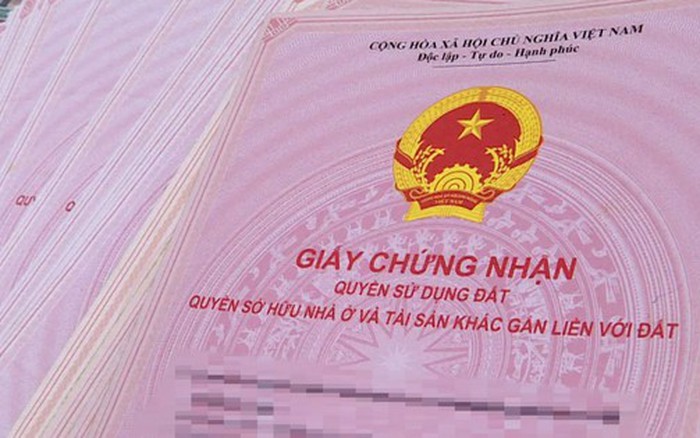 CỘNG HÒA XÃ HỘI CHỦ NGHĨA VIỆT NAM
Độc lập - Tự do - Hạnh phúc
GIẤY CHỨNG NHẬN
QUYỀN SỬ DỤNG ĐẤT
QUYỀN SỞ HỮU NHÀ Ở VÀ TÀI SẢN KHÁC GẮN LIỀN VỚI ĐẤT